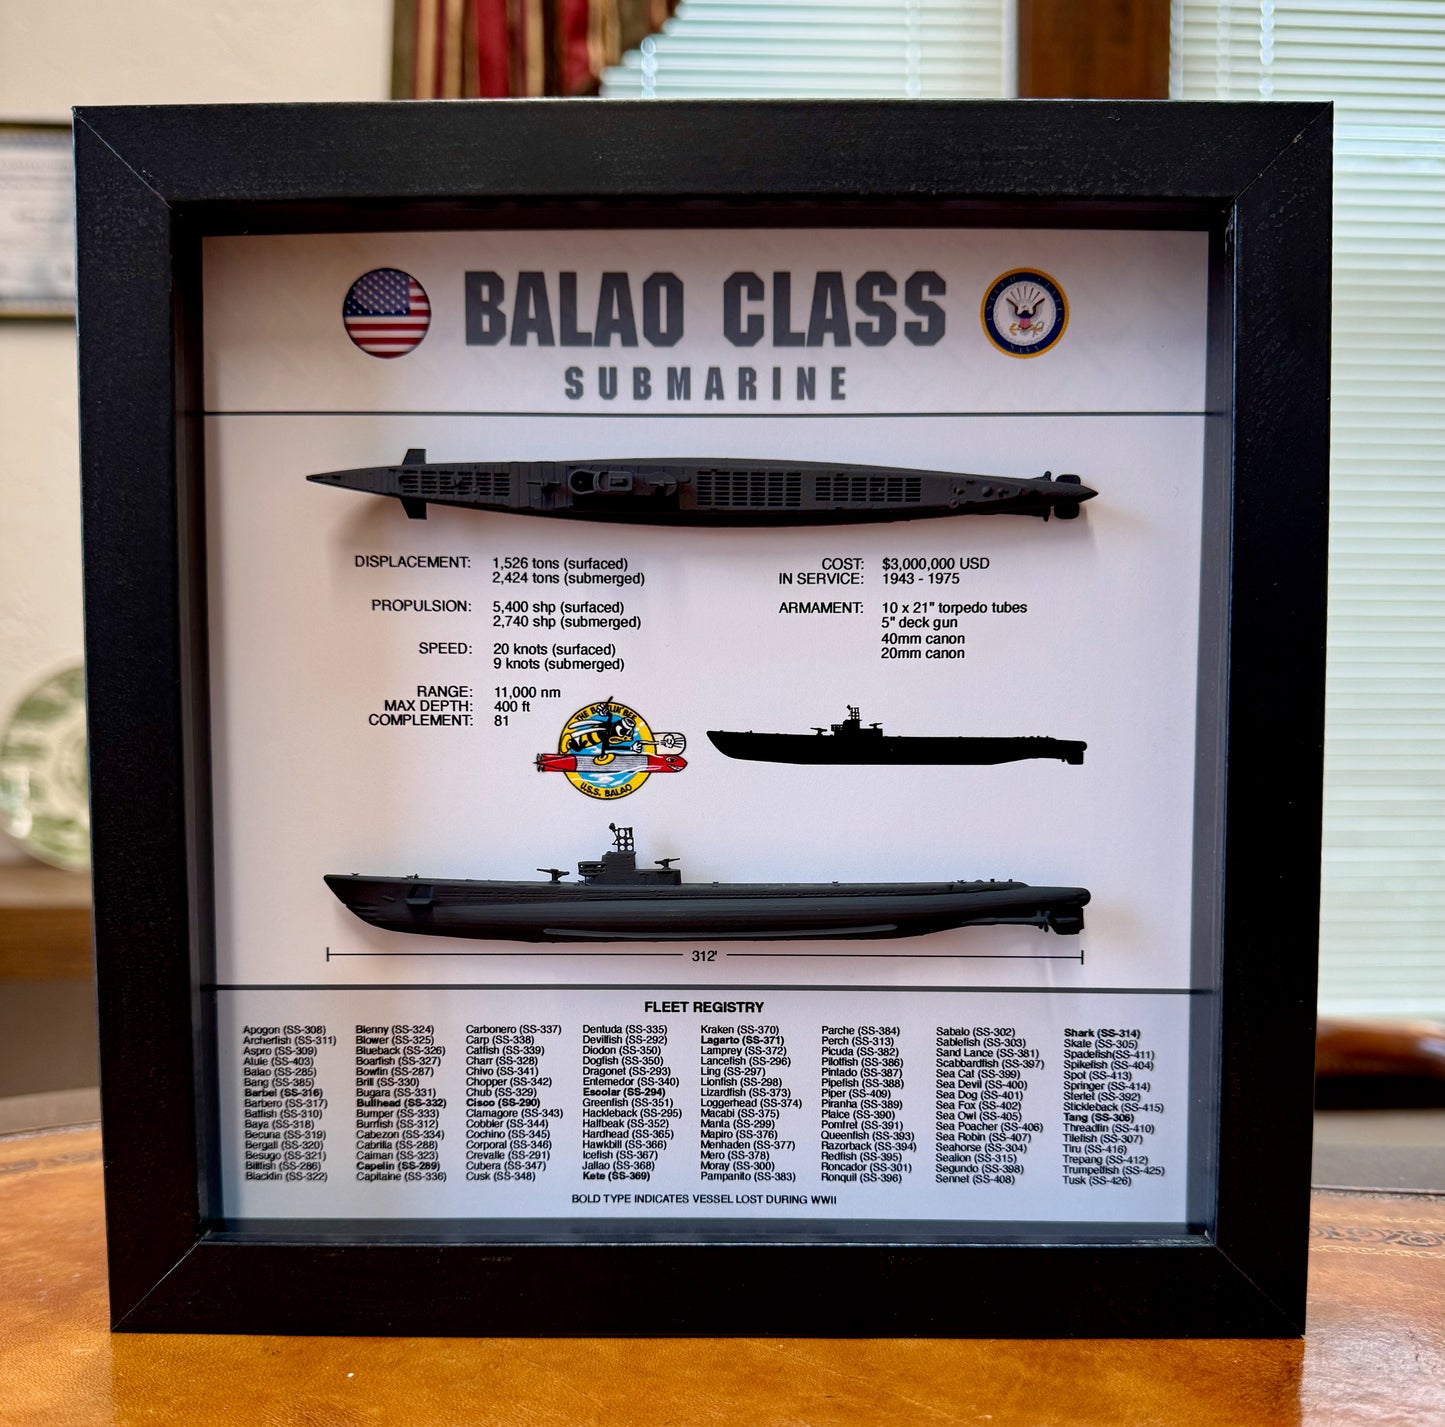 BALAO CLASS
SUBMARINE
DISPLACEMENT: 1,526 tons (surfaced)
2,424 tons (submerged)
PROPULSION: 5,400 shp (surfaced)
2,740 shp (submerged)
SPEED: 20 knots (surfaced)
9 knots (submerged)
RANGE: 11,000 nm
MAX DEPTH: 400 ft
COMPLEMENT: 81
COST: $3,000,000 USD
IN SERVICE: 1943 - 1975
ARMAMENT: 10 x 21" torpedo tubes
5" deck gun
40mm canon
20mm canon
U.S.S. BALAO
312'
FLEET REGISTRY
Apogon (SS-308)
Archerfish (SS-311)
Aspro (SS-309)
Atule (SS-403)
Balao (SS-285)
Bang (SS-385)
Barbel (SS-316)
Barbero (SS-317)
Batfish (SS-310)
Baya (SS-318)
Becuna (SS-319)
Bergall (SS-320)
Besugo (SS-321)
Billfish (SS-286)
Blackfin (SS-322)
Blenny (SS-324)
Blower (SS-325)
Blueback (SS-326)
Boarfish (SS-327)
Bowfin (SS-287)
Brill (SS-330)
Bugara (SS-331)
Bullhead (SS-332)
Bumper (SS-333)
Burrfish (SS-312)
Cabezon (SS-334)
Cabrilla (SS-288)
Caiman (SS-323)
Capelin (SS-289)
Capitaine (SS-336)
Carbonero (SS-337)
Carp (SS-338)
Catfish (SS-339)
Charr (SS-328)
Chivo (SS-341)
Chopper (SS-342)
Chub (SS-329)
Cisco (SS-290)
Clamagore (SS-343)
Cobbler (SS-344)
Cochino (SS-345)
Corporal (SS-346)
Crevalle (SS-291)
Cubera (SS-347)
Cusk (SS-348)
Dentuda (SS-335)
Devilfish (SS-292)
Diodon (SS-350)
Dogfish (SS-350)
Dragonet (SS-293)
Entemedor (SS-340)
Escolar (SS-294)
Greenfish (SS-351)
Hackleback (SS-295)
Halfbeak (SS-352)
Hardhead (SS-365)
Hawkbill (SS-366)
Icefish (SS-367)
Jallao (SS-368)
Kete (SS-369)
Kraken (SS-370)
Lagarto (SS-371)
Lamprey (SS-372)
Lancefish (SS-296)
Ling (SS-297)
Lionfish (SS-298)
Lizardfish (SS-373)
Loggerhead (SS-374)
Macabi (SS-375)
Manta (SS-299)
Mapiro (SS-376)
Menhaden (SS-377)
Mero (SS-378)
Moray (SS-300)
Pampanito (SS-383)
Parche (SS-384)
Perch (SS-313)
Picuda (SS-382)
Pilotfish (SS-386)
Pintado (SS-387)
Pipefish (SS-388)
Piper (SS-409)
Piranha (SS-389)
Plaice (SS-390)
Pomfret (SS-391)
Queenfish (SS-393)
Razorback (SS-394)
Redfish (SS-395)
Roncador (SS-301)
Ronquil (SS-396)
Sabalo (SS-302)
Sablefish (SS-303)
Sand Lance (SS-381)
Scabbardfish (SS-397)
Sea Cat (SS-399)
Sea Devil (SS-400)
Sea Dog (SS-401)
Sea Fox (SS-402)
Sea Owl (SS-405)
Sea Poacher (SS-406)
Sea Robin (SS-407)
Seahorse (SS-304)
Sealion (SS-315)
Segundo (SS-398)
Sennet (SS-408)
Shark (SS-314)
Skate (SS-305)
Spadefish(SS-411)
Spikefish (SS-404)
Spot (SS-413)
Springer (SS-414)
Sterlet (SS-392)
Stickleback (SS-415)
Tang (SS-306)
Threadfin (SS-410)
Tilefish (SS-307)
Tiru (SS-416)
Trepang (SS-412)
Trumpetfish (SS-425)
Tusk (SS-426)
BOLD TYPE INDICATES VESSEL LOST DURING WWII